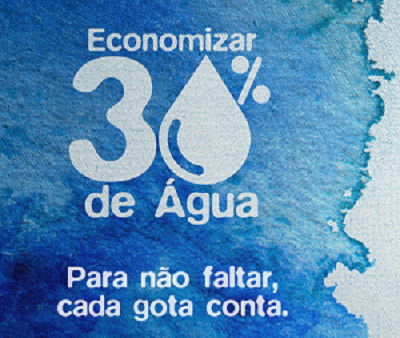 Economizar
30%
de Água
Para não faltar,
cada gota conta.